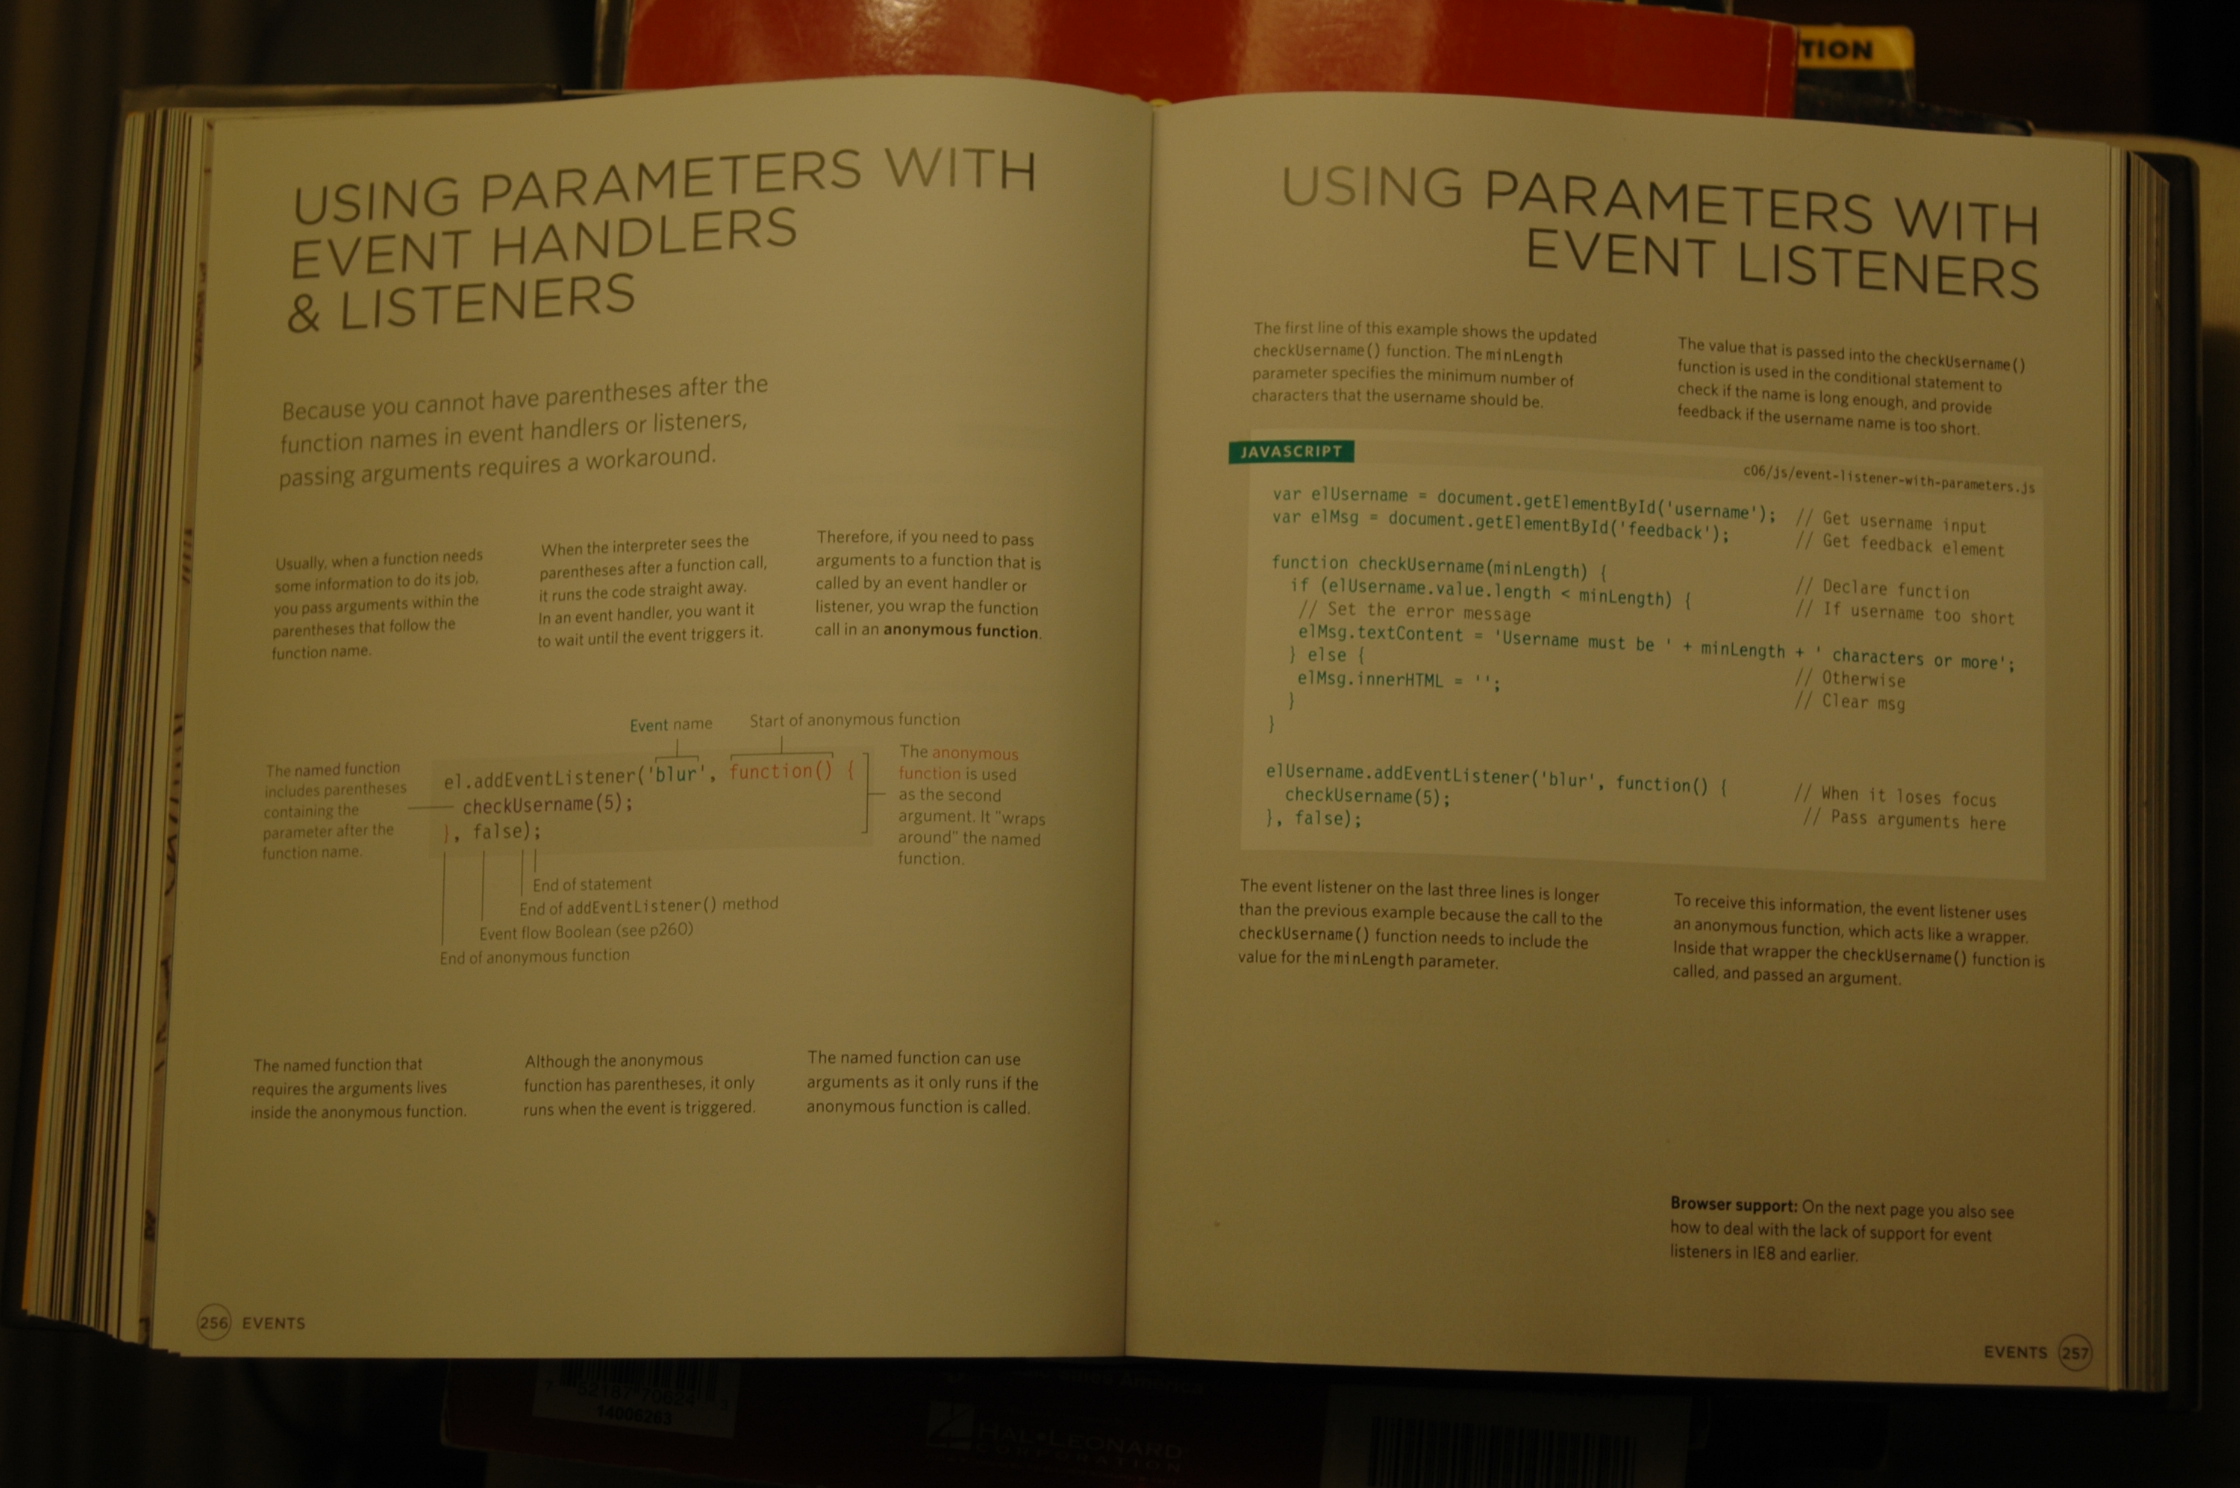 TION
USING PARAMETERS WITH
EVENT HANDLERS
& LISTENERS
Because you cannot have parentheses after the
function names in event handlers or listeners,
passing arguments requires a workaround.
Usually, when a function needs
some information to do its job,
you pass arguments within the
parentheses that follow the
function name.
When the interpreter sees the
parentheses after a function call,
it runs the code straight away.
In an event handler, you want it
to wait until the event triggers it.
Therefore, if you need to pass
arguments to a function that is
called by an event handler or
listener, you wrap the function
call in an anonymous function.
Event name
Start of anonymous function
The named function
includes parentheses
containing the
parameter after the
function name.
el.addEventListener('blur', function() {
checkUsername(5);
}, false);
The anonymous
function is used
as the second
argument. It "wraps
around" the named
function.
End of statement
End of addEventListener() method
Event flow Boolean (see p260)
End of anonymous function
The named function that
requires the arguments lives
inside the anonymous function.
Although the anonymous
function has parentheses, it only
runs when the event is triggered.
The named function can use
arguments as it only runs if the
anonymous function is called.
256 EVENTS
USING PARAMETERS WITH
EVENT LISTENERS
The first line of this example shows the updated
checkUsername() function. The minLength
parameter specifies the minimum number of
characters that the username should be.
The value that is passed into the checkUsername()
function is used in the conditional statement to
check if the name is long enough, and provide
feedback if the username name is too short.
JAVASCRIPT
c06/js/event-listener-with-parameters.js
var elUsername = document.getElementById('username'); // Get username input
var elMsg = document.getElementById('feedback'); // Get feedback element
function checkUsername(minLength) { // Declare function
if (elUsername.value.length < minLength) { // If username too short
// Set the error message
elMsg.textContent = 'Username must be ' + minLength + ' characters or more';
} else { // Otherwise
elMsg.innerHTML = ''; // Clear msg
}
}
elUsername.addEventListener('blur', function() { // When it loses focus
checkUsername(5); // Pass arguments here
}, false);
The event listener on the last three lines is longer
than the previous example because the call to the
checkUsername() function needs to include the
value for the minLength parameter.
To receive this information, the event listener uses
an anonymous function, which acts like a wrapper.
Inside that wrapper the checkUsername() function is
called, and passed an argument.
Browser support: On the next page you also see
how to deal with the lack of support for event
listeners in IE8 and earlier.
EVENTS 257
14006263
HAL•LEONARD
CORPORATION